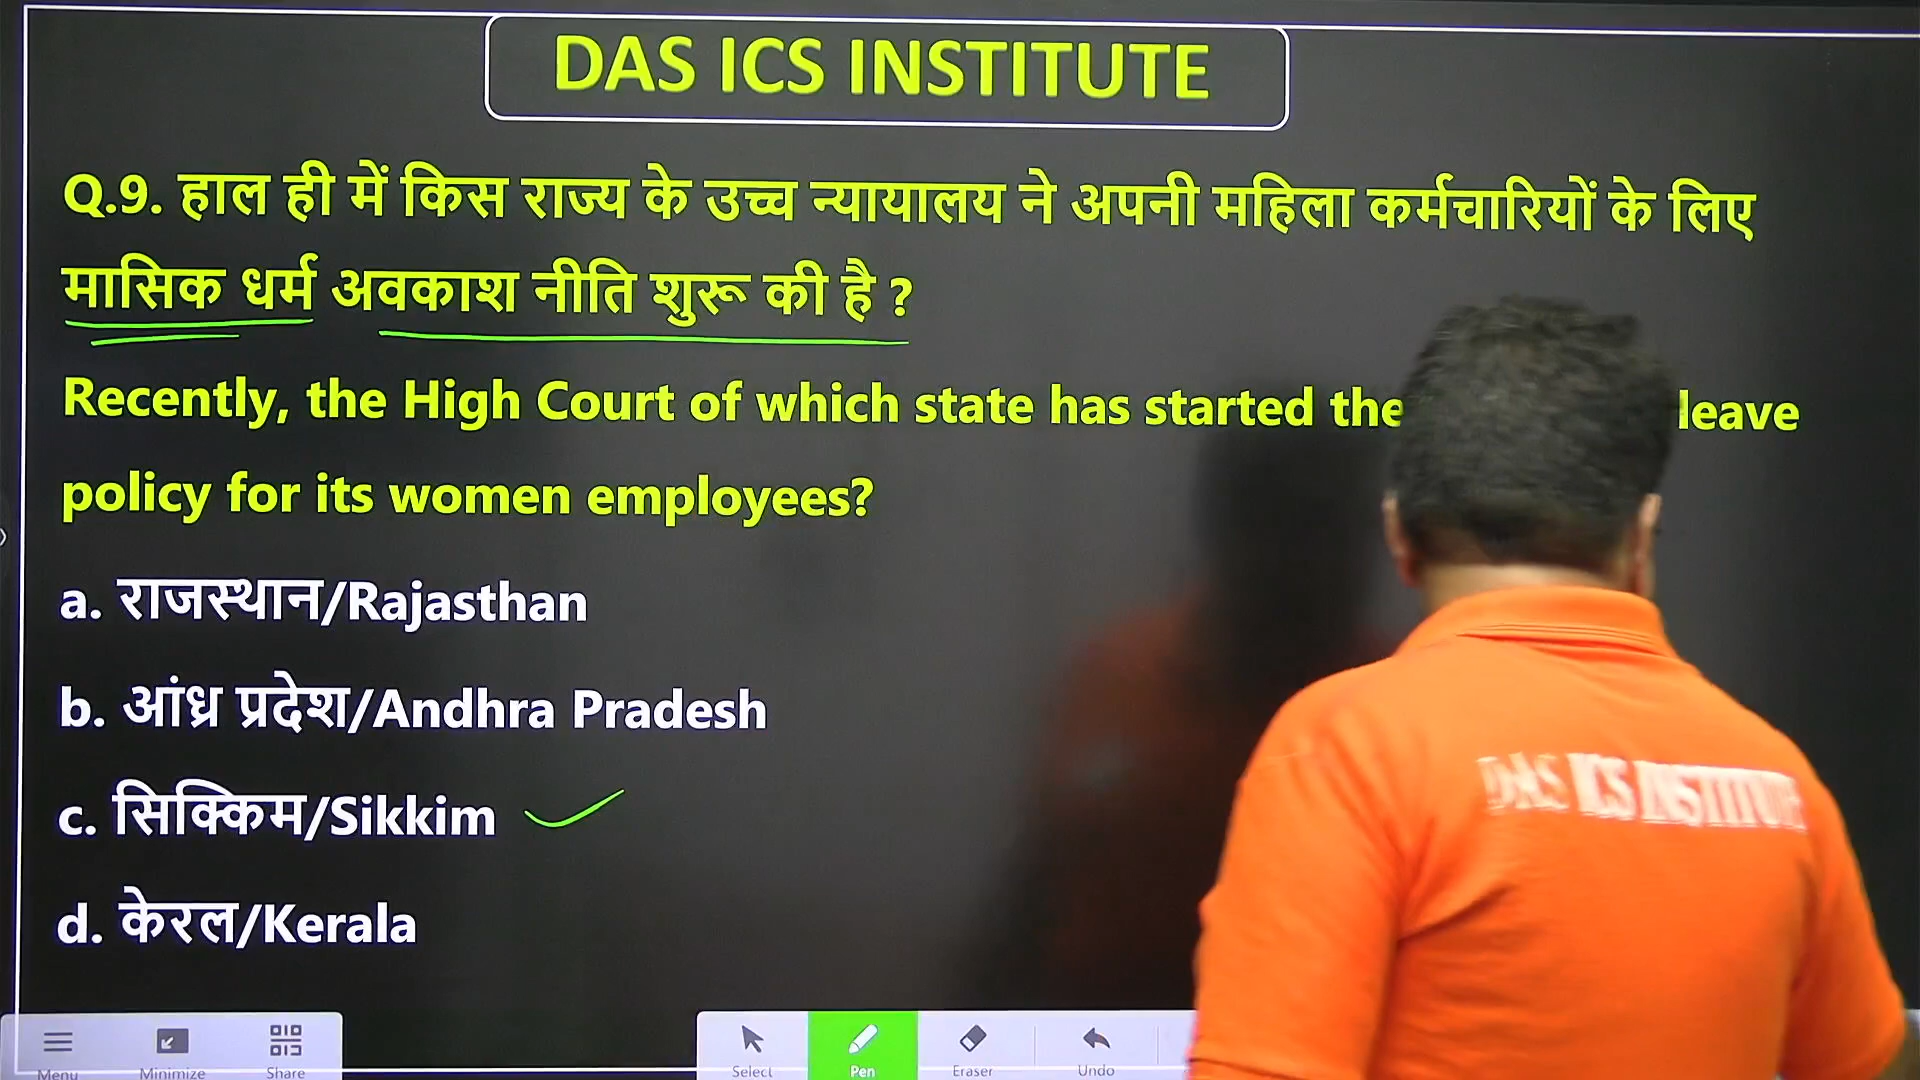 DAS ICS INSTITUTE
Q.9. हाल ही में किस राज्य के उच्च न्यायालय ने अपनी महिला कर्मचारियों के लिए
मासिक धर्म अवकाश नीति शुरू की है ?
Recently, the High Court of which state has started the leave
policy for its women employees?
a. राजस्थान/Rajasthan
b. आंध्र प्रदेश/Andhra Pradesh
c. सिक्किम/Sikkim
d. केरल/Kerala
DAS ICS INSTITUTE
Menu Minimize Share Select Pen Eraser Undo